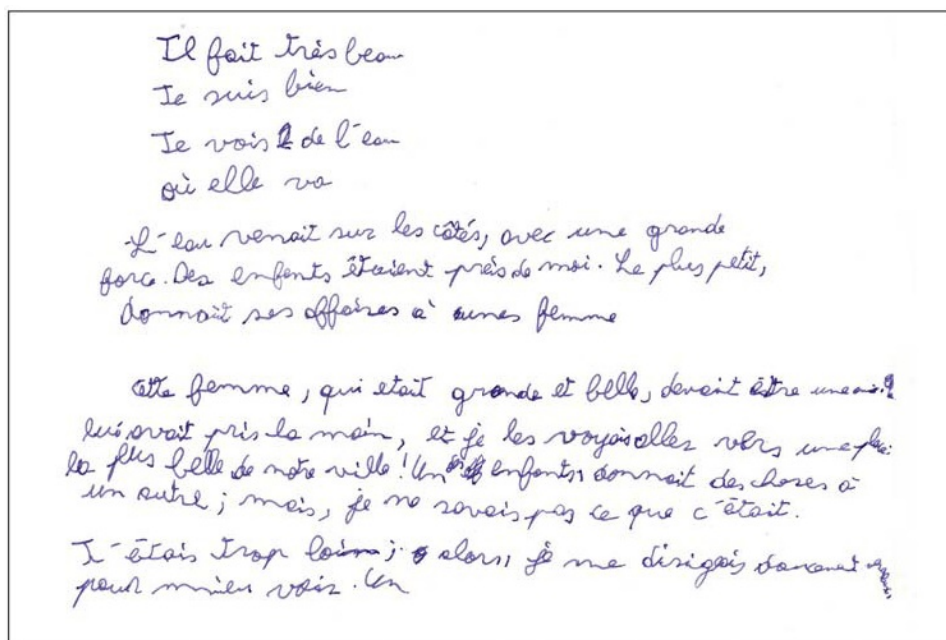 Il fait très beau
Je suis bien
Je vois de l'eau
où elle va
L'eau venait sur les côtés, avec une grande
force. Des enfants étaient près de moi. Le plus petit,
donnait ses affaires à unes femme
cette femme, qui etait grande et belle, devait être une
lui avait pris la main, et je les voyais aller vers une
la plus belle de notre ville! Un enfants, donnait des choses à
un autre; mais, je ne savais pas ce que c'était.
J'étais trop loin; alors, je me dirigeais
pour mieu voir. Un